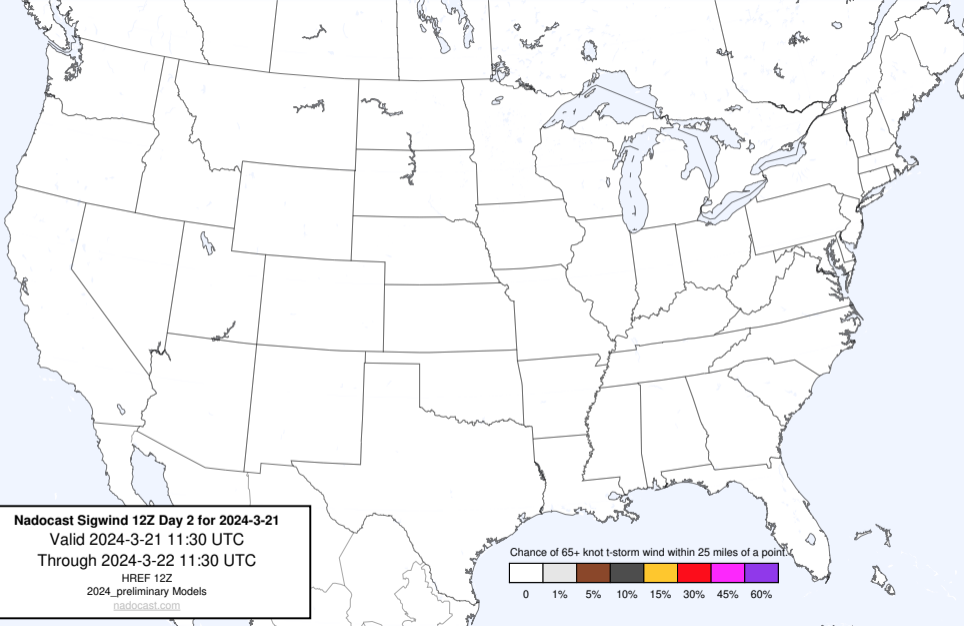 Nadocast Sigwind 12Z Day 2 for 2024-3-21
Valid 2024-3-21 11:30 UTC
Through 2024-3-22 11:30 UTC
HREF 12Z
2024_preliminary Models
nadocast.com
Chance of 65+ knot t-storm wind within 25 miles of a point.
0 1% 5% 10% 15% 30% 45% 60%